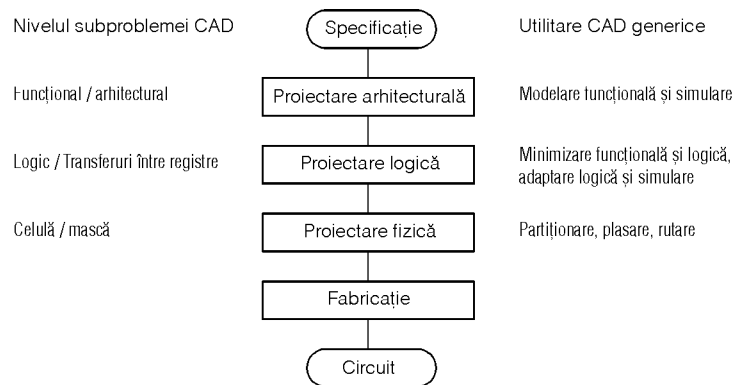 Nivelul subproblemei CAD
Specificație
Utilitare CAD generice
Funcțional / arhitectural
Proiectare arhitecturală
Modelare funcțională și simulare
Logic / Transferuri între registre
Proiectare logică
Minimizare funcțională și logică,
adaptare logică și simulare
Celulă / mască
Proiectare fizică
Partiționare, plasare, rutare
Fabricație
Circuit